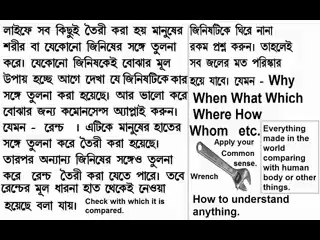 লাইফে সব কিছুই তৈরী করা হয় মানুষের
শরীর বা যেকোনো জিনিষের সঙ্গে তুলনা
করে। যেকোনো জিনিষকেই বোঝার মূল
উপায় হচ্ছে আগে দেখা যে জিনিষটিকে কার
সঙ্গে তুলনা করা হয়েছে। আর ভালো করে
বোঝার জন্য কমোনসেন্স অ্যাপ্লাই করুন।
যেমন - রেন্চ । এটিকে মানুষের হাতের
সঙ্গে তুলনা করে তৈরী করা হয়েছে।
তারপর অন্যান্য জিনিষের সঙ্গেও তুলনা
করে রেন্চ তৈরী করা যেতে পারে। তবে
রেন্চের মূল ধারনা হাত থেকেই নেওয়া
হয়েছে বলা যায়।
Check with which it is
compared.
জিনিষটিকে ঘিরে নানা
রকম প্রশ্ন করুন। তাহলেই
সব জলের মত পরিস্কার
হয়ে যাবে। যেমন - Why
When What Which
Where How
Whom etc.
Apply your
Common
sense.
Wrench
Everything
made in the
world
comparing
with human
body or other
things.
How to understand
anything.